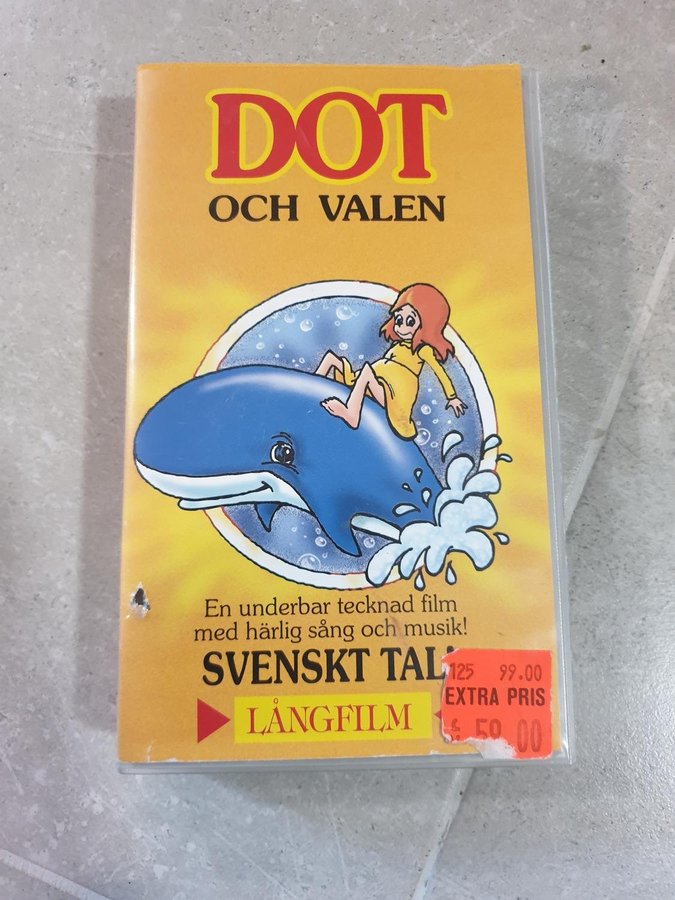 DOT
OCH VALEN
En underbar tecknad film
med härlig sång och musik!
SVENSKT TAL
LÅNGFILM
125 99.00
EXTRA PRIS
59.00